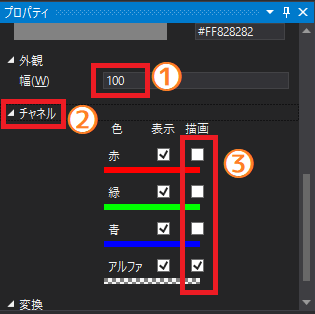 プロパティ
#FF828282
外観
幅(W) 100 ①
チャネル ②
色 表示 描画
赤
③
緑
青
アルファ
変換